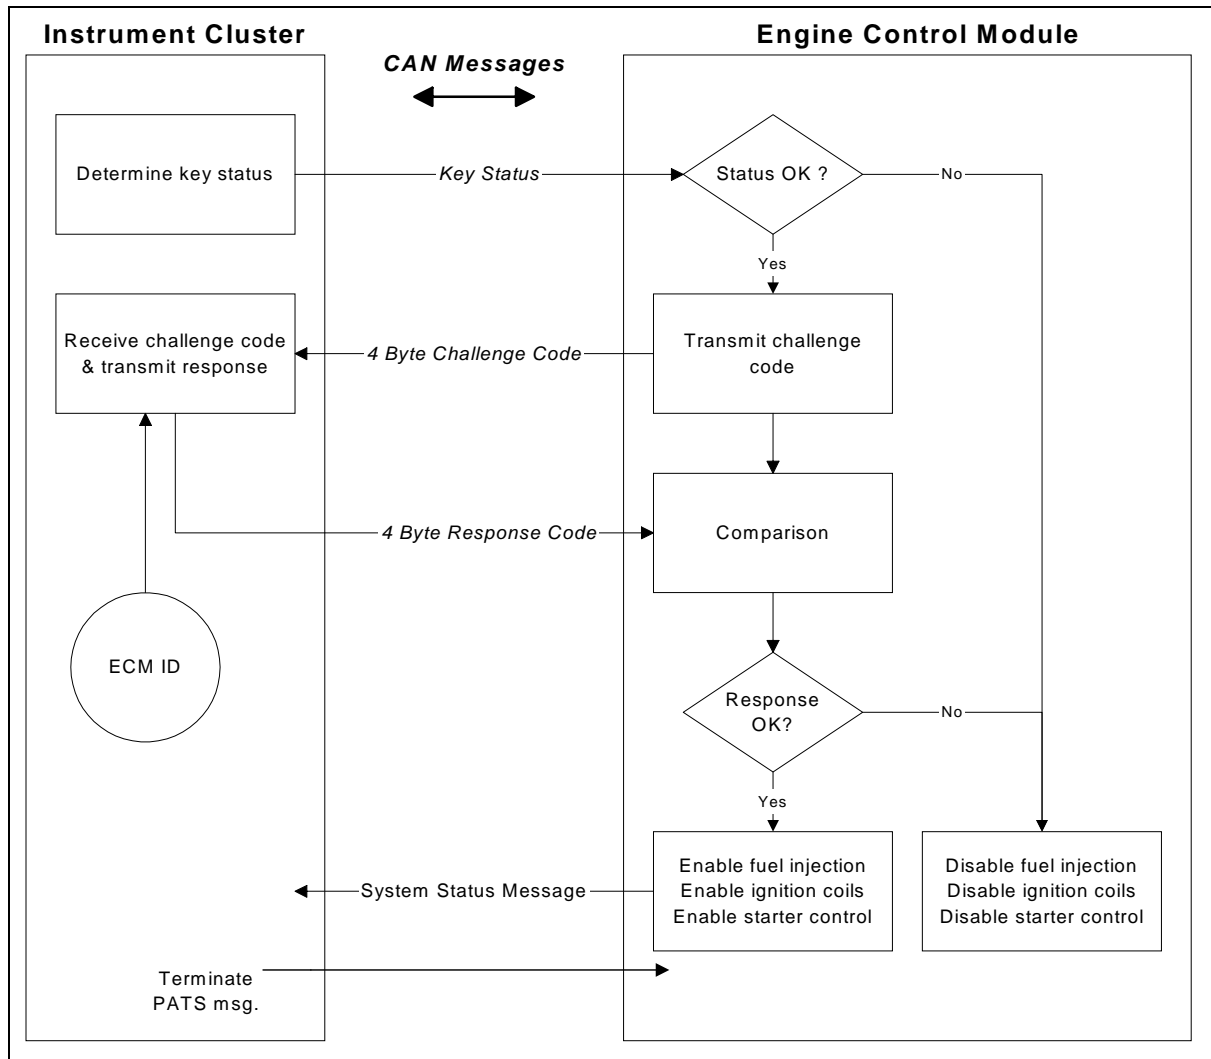 Instrument Cluster
Engine Control Module
CAN Messages
Determine key status
Key Status
Status OK ?
No
Yes
Receive challenge code
& transmit response
4 Byte Challenge Code
Transmit challenge
code
4 Byte Response Code
Comparison
ECM ID
Response
OK?
No
Yes
System Status Message
Enable fuel injection
Enable ignition coils
Enable starter control
Disable fuel injection
Disable ignition coils
Disable starter control
Terminate
PATS msg.